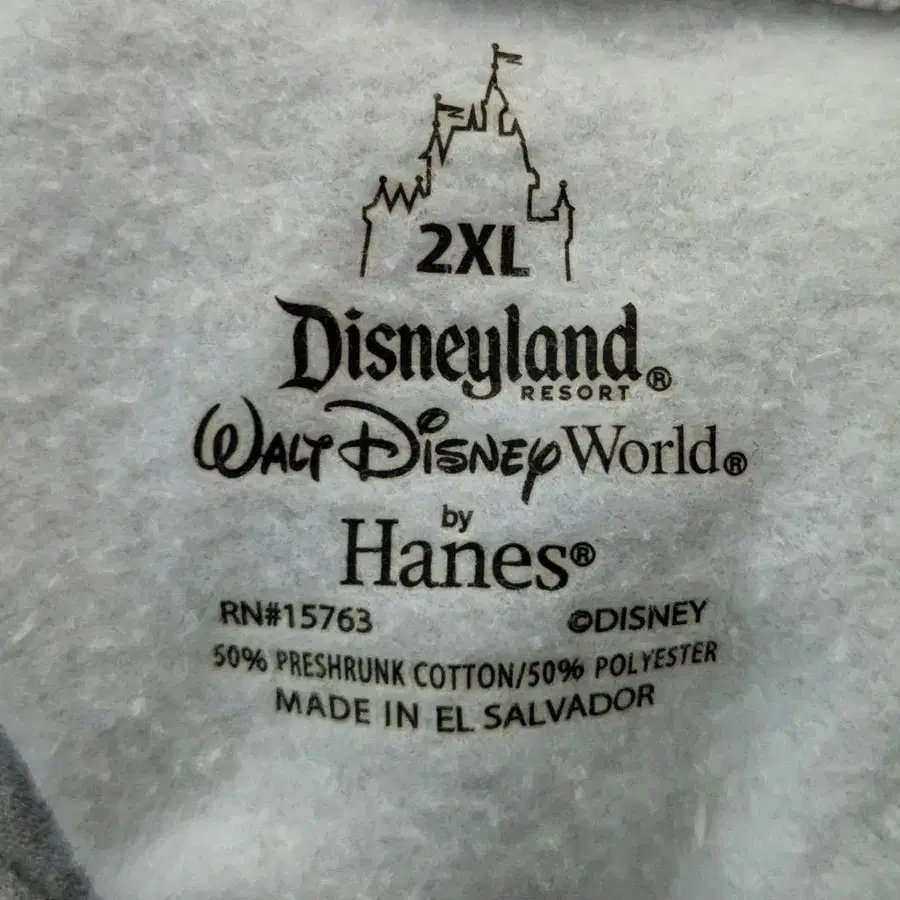 2XL
Disneyland®
RESORT
WALT DISNEY World®
by
Hanes®
RN#15763 ©DISNEY
50% PRESHRUNK COTTON/50% POLYESTER
MADE IN EL SALVADOR